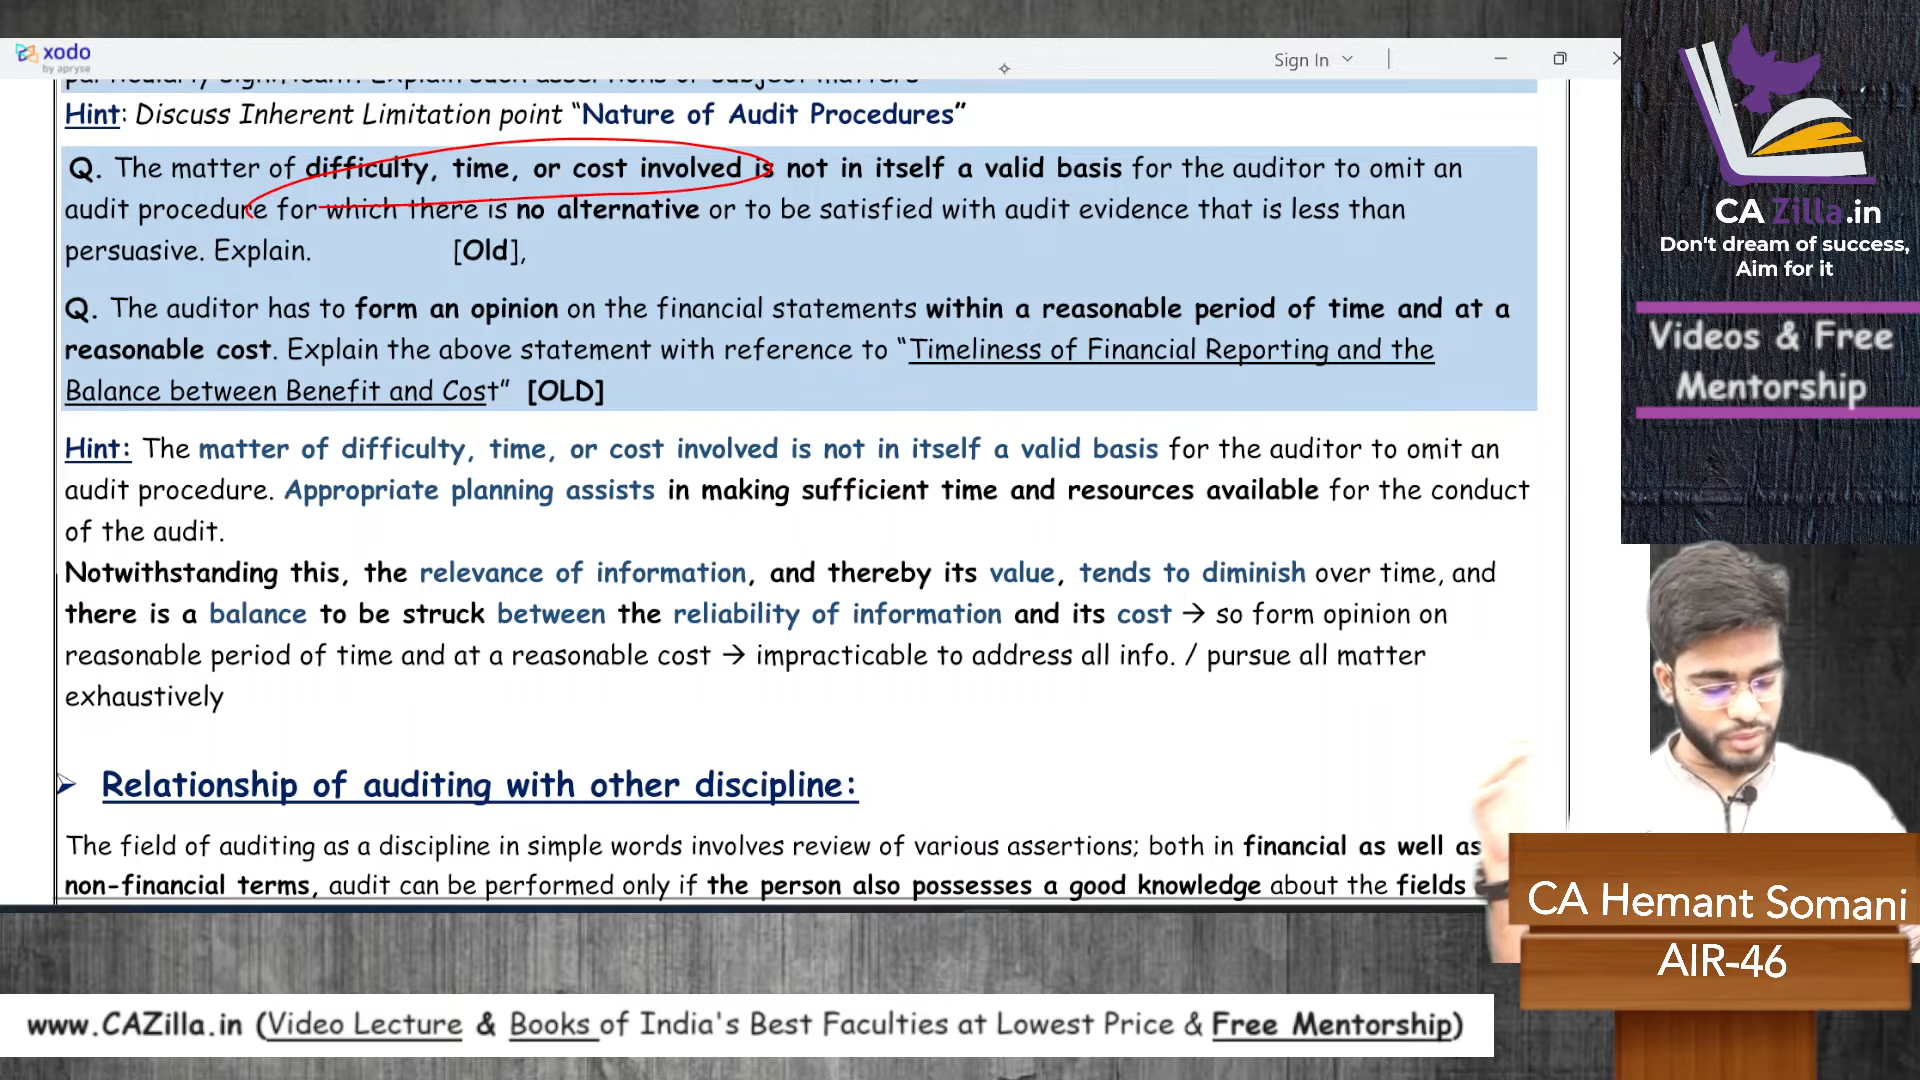 xodo
by apryse
Sign In
particularly significant. Explain such assertions or subject matters
Hint: Discuss Inherent Limitation point “Nature of Audit Procedures”
Q. The matter of difficulty, time, or cost involved is not in itself a valid basis for the auditor to omit an
audit procedure for which there is no alternative or to be satisfied with audit evidence that is less than
persuasive. Explain. [Old],
Q. The auditor has to form an opinion on the financial statements within a reasonable period of time and at a
reasonable cost. Explain the above statement with reference to “Timeliness of Financial Reporting and the
Balance between Benefit and Cost” [OLD]
Hint: The matter of difficulty, time, or cost involved is not in itself a valid basis for the auditor to omit an
audit procedure. Appropriate planning assists in making sufficient time and resources available for the conduct
of the audit.
Notwithstanding this, the relevance of information, and thereby its value, tends to diminish over time, and
there is a balance to be struck between the reliability of information and its cost → so form opinion on
reasonable period of time and at a reasonable cost → impracticable to address all info. / pursue all matter
exhaustively
➢ Relationship of auditing with other discipline:
The field of auditing as a discipline in simple words involves review of various assertions; both in financial as well as
non-financial terms, audit can be performed only if the person also possesses a good knowledge about the fields
CA Zilla.in
Don't dream of success,
Aim for it
Videos & Free
Mentorship
CA Hemant Somani
AIR-46
www.CAZilla.in (Video Lecture & Books of India's Best Faculties at Lowest Price & Free Mentorship)